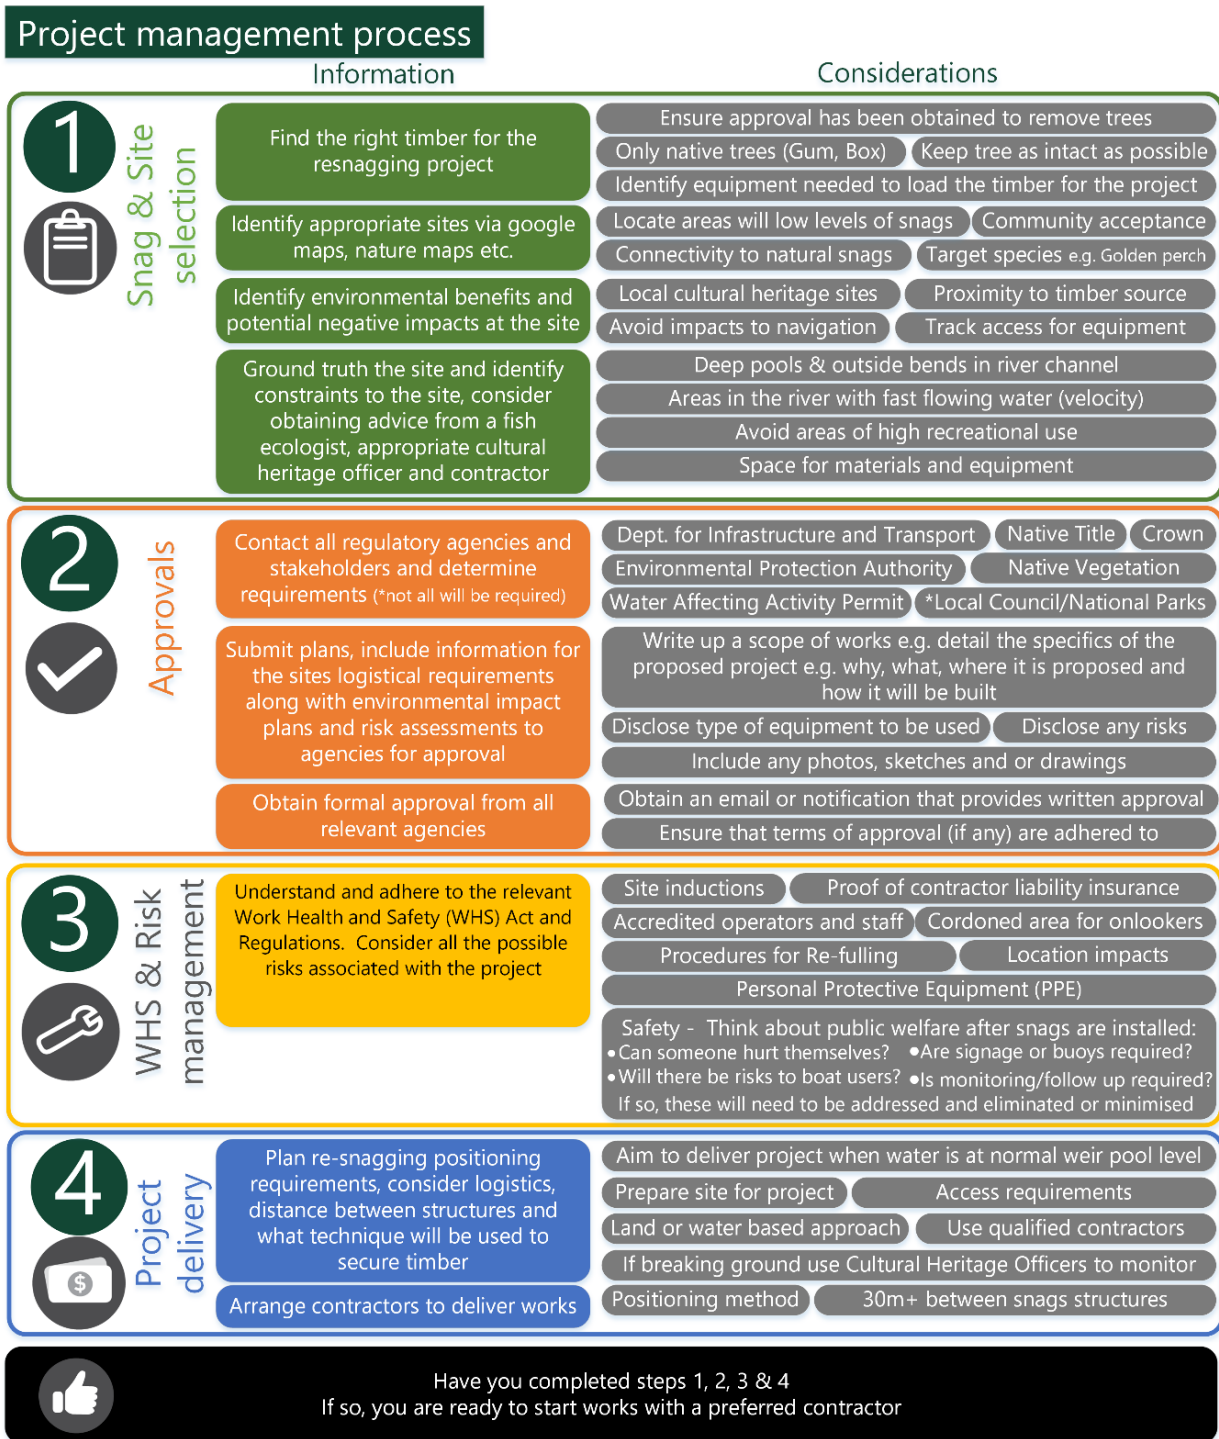 Project management process
Information
Considerations
1
Snag & Site
selection
Find the right timber for the
resnagging project
Ensure approval has been obtained to remove trees
Only native trees (Gum, Box)
Keep tree as intact as possible
Identify equipment needed to load the timber for the project
Identify appropriate sites via google
maps, nature maps etc.
Locate areas will low levels of snags
Community acceptance
Connectivity to natural snags
Target species e.g. Golden perch
Identify environmental benefits and
potential negative impacts at the site
Local cultural heritage sites
Proximity to timber source
Avoid impacts to navigation
Track access for equipment
Ground truth the site and identify
constraints to the site, consider
obtaining advice from a fish
ecologist, appropriate cultural
heritage officer and contractor
Deep pools & outside bends in river channel
Areas in the river with fast flowing water (velocity)
Avoid areas of high recreational use
Space for materials and equipment
2
Approvals
Contact all regulatory agencies and
stakeholders and determine
requirements (*not all will be required)
Dept. for Infrastructure and Transport
Native Title
Crown
Environmental Protection Authority
Native Vegetation
Water Affecting Activity Permit
*Local Council/National Parks
Submit plans, include information for
the sites logistical requirements
along with environmental impact
plans and risk assessments to
agencies for approval
Write up a scope of works e.g. detail the specifics of the
proposed project e.g. why, what, where it is proposed and
how it will be built
Disclose type of equipment to be used
Disclose any risks
Include any photos, sketches and or drawings
Obtain formal approval from all
relevant agencies
Obtain an email or notification that provides written approval
Ensure that terms of approval (if any) are adhered to
3
WHS & Risk
management
Understand and adhere to the relevant
Work Health and Safety (WHS) Act and
Regulations. Consider all the possible
risks associated with the project
Site inductions
Proof of contractor liability insurance
Accredited operators and staff
Cordoned area for onlookers
Procedures for Re-fulling
Location impacts
Personal Protective Equipment (PPE)
Safety - Think about public welfare after snags are installed:
•Can someone hurt themselves? •Are signage or buoys required?
•Will there be risks to boat users? •Is monitoring/follow up required?
If so, these will need to be addressed and eliminated or minimised
4
Project
delivery
$
Plan re-snagging positioning
requirements, consider logistics,
distance between structures and
what technique will be used to
secure timber
Arrange contractors to deliver works
Aim to deliver project when water is at normal weir pool level
Prepare site for project
Access requirements
Land or water based approach
Use qualified contractors
If breaking ground use Cultural Heritage Officers to monitor
Positioning method
30m+ between snags structures
Have you completed steps 1, 2, 3 & 4
If so, you are ready to start works with a preferred contractor